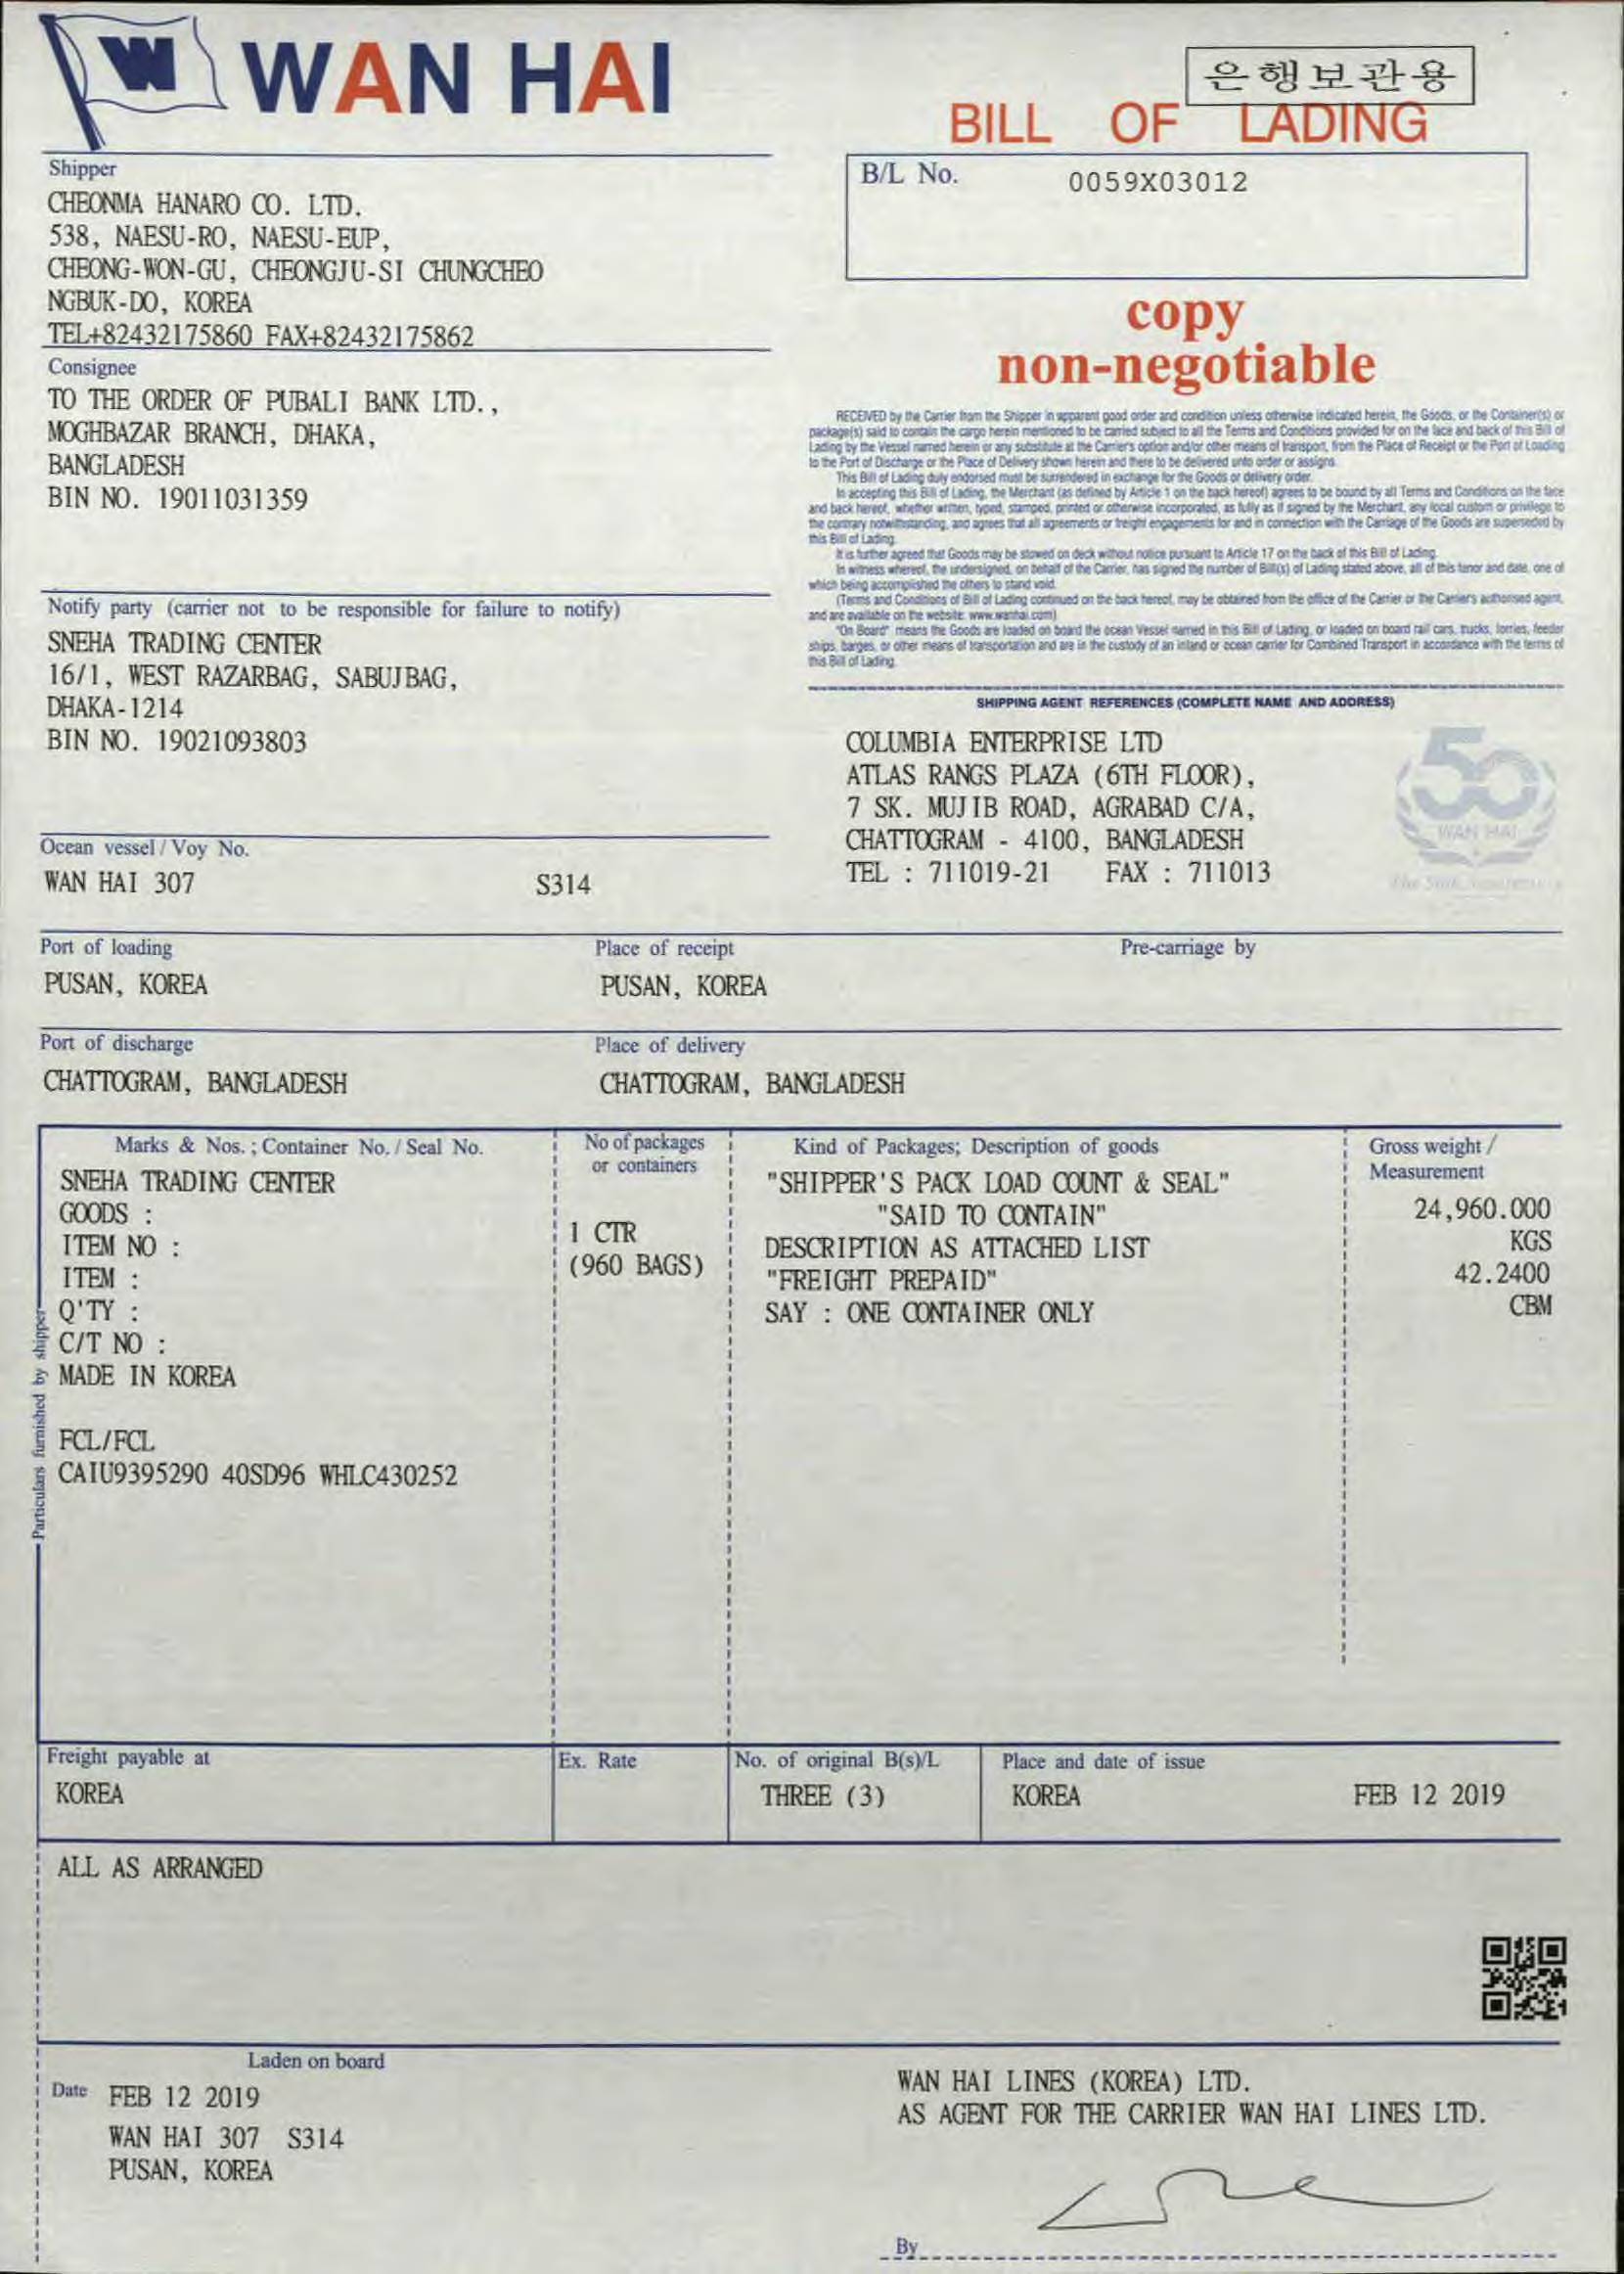 W WAN HAI
은행보관용
BILL OF LADING
Shipper
CHEONMA HANARO CO. LTD.
538, NAESU-RO, NAESU-EUP,
CHEONG-WON-GU, CHEONGJU-SI CHUNGCHEO
NGBUK-DO, KOREA
TEL+82432175860 FAX+82432175862
B/L No. 0059X03012
copy
non-negotiable
Consignee
TO THE ORDER OF PUBALI BANK LTD.,
MOGHBAZAR BRANCH, DHAKA,
BANGLADESH
BIN NO. 19011031359
RECEIVED by the Carrier from the Shipper in apparent good order and condition unless otherwise indicated herein, the Goods, or the Container(s) or
package(s) said to contain the cargo herein mentioned to be carried subject to all the Terms and Conditions provided for on the face and back of this Bill of
Lading by the Vessel named herein or any substitute at the Carrier's option and/or other means of transport, from the Place of Receipt or the Port of Loading
to the Port of Discharge or the Place of Delivery shown herein and there to be delivered unto order or assigns.
This Bill of Lading duly endorsed must be surrendered in exchange for the Goods or delivery order.
In accepting this Bill of Lading, the Merchant (as defined by Article 1 on the back hereof) agrees to be bound by all Terms and Conditions on the face
and back hereof, whether written, typed, stamped, printed or otherwise incorporated, as fully as if signed by the Merchant, any local custom or privilege to
the contrary notwithstanding, and agrees that all agreements or freight engagements for and in connection with the Carriage of the Goods are superseded by
this Bill of Lading.
It is further agreed that Goods may be stowed on deck without notice pursuant to Article 17 on the back of this Bill of Lading.
In witness whereof, the undersigned, on behalf of the Carrier, has signed the number of Bill(s) of Lading stated above, all of this tenor and date, one of
which being accomplished the others to stand void.
(Terms and Conditions of Bill of Lading continued on the back hereof, may be obtained from the office of the Carrier or the Carrier's authorised agent,
and are available on the website: www.wanhai.com)
"On Board" means the Goods are loaded on board the ocean Vessel named in this Bill of Lading, or loaded on board rail cars, trucks, lorries, feeder
ships, barges, or other means of transportation and are in the custody of an inland or ocean carrier for Combined Transport in accordance with the terms of
this Bill of Lading.
Notify party (carrier not to be responsible for failure to notify)
SNEHA TRADING CENTER
16/1, WEST RAZARBAG, SABUJBAG,
DHAKA-1214
BIN NO. 19021093803
SHIPPING AGENT REFERENCES (COMPLETE NAME AND ADDRESS)
COLUMBIA ENTERPRISE LTD
ATLAS RANGS PLAZA (6TH FLOOR),
7 SK. MUJIB ROAD, AGRABAD C/A,
CHATTOGRAM - 4100, BANGLADESH
TEL : 711019-21 FAX : 711013
50
WAN HAI
Ocean vessel / Voy No.
WAN HAI 307 S314
Port of loading Place of receipt Pre-carriage by
PUSAN, KOREA PUSAN, KOREA
Port of discharge Place of delivery
CHATTOGRAM, BANGLADESH CHATTOGRAM, BANGLADESH
Particulars furnished by shipper
Marks & Nos. ; Container No. / Seal No.
SNEHA TRADING CENTER
GOODS :
ITEM NO :
ITEM :
Q'TY :
C/T NO :
MADE IN KOREA
FCL/FCL
CAIU9395290 40SD96 WHLC430252
No of packages
or containers
1 CTR
(960 BAGS)
Kind of Packages; Description of goods
"SHIPPER'S PACK LOAD COUNT & SEAL"
"SAID TO CONTAIN"
DESCRIPTION AS ATTACHED LIST
"FREIGHT PREPAID"
SAY : ONE CONTAINER ONLY
Gross weight /
Measurement
24,960.000
KGS
42.2400
CBM
Freight payable at Ex. Rate No. of original B(s)/L Place and date of issue
KOREA THREE (3) KOREA FEB 12 2019
ALL AS ARRANGED
Laden on board
Date FEB 12 2019
WAN HAI 307 S314
PUSAN, KOREA
WAN HAI LINES (KOREA) LTD.
AS AGENT FOR THE CARRIER WAN HAI LINES LTD.
By